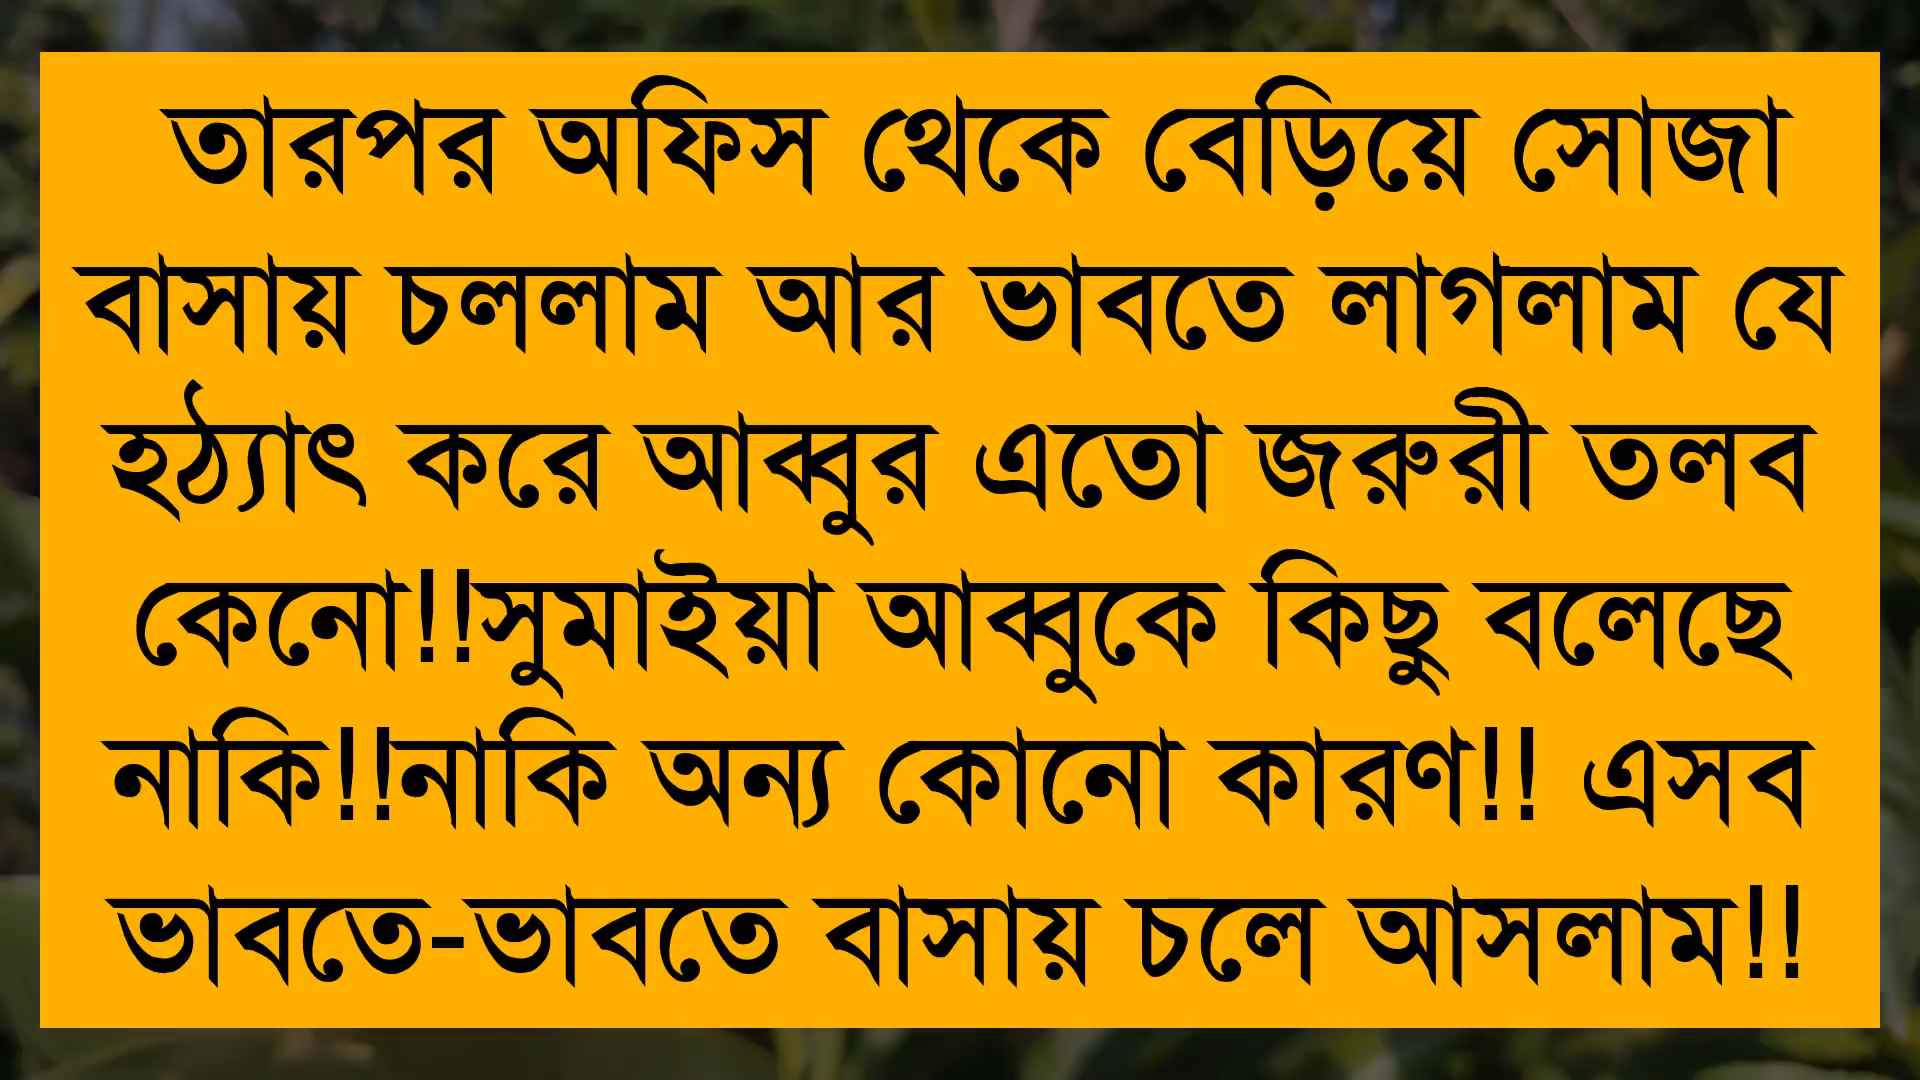 তারপর অফিস থেকে বেড়িয়ে সোজা
বাসায় চললাম আর ভাবতে লাগলাম যে
হঠ্যাৎ করে আব্বুর এতো জরুরী তলব
কেনো!!সুমাইয়া আব্বুকে কিছু বলেছে
নাকি!!নাকি অন্য কোনো কারণ!! এসব
ভাবতে-ভাবতে বাসায় চলে আসলাম!!